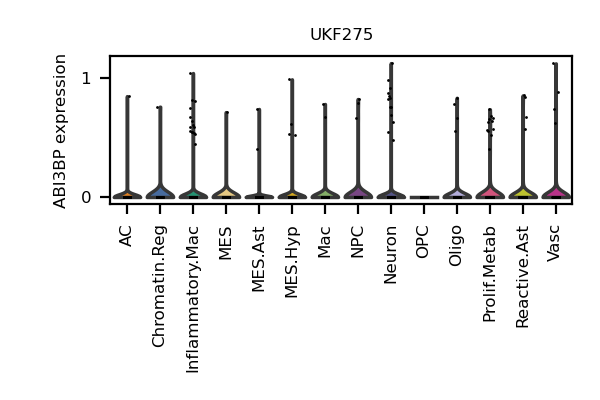 UKF275
ABI3BP expression
1
0
AC
Chromatin.Reg
Inflammatory.Mac
MES
MES.Ast
MES.Hyp
Mac
NPC
Neuron
OPC
Oligo
Prolif.Metab
Reactive.Ast
Vasc